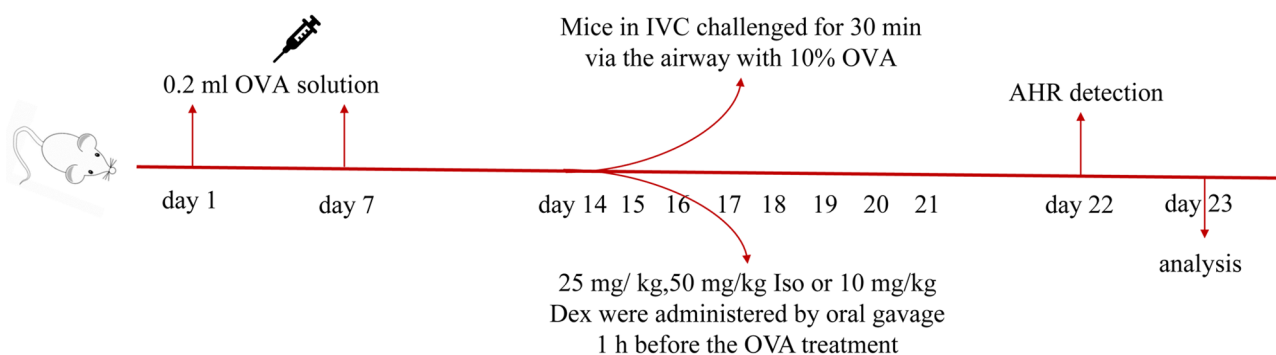 Mice in IVC challenged for 30 min
via the airway with 10% OVA
0.2 ml OVA solution
AHR detection
day 1 day 7 day 14 15 16 17 18 19 20 21 day 22 day 23
analysis
25 mg/ kg,50 mg/kg Iso or 10 mg/kg
Dex were administered by oral gavage
1 h before the OVA treatment